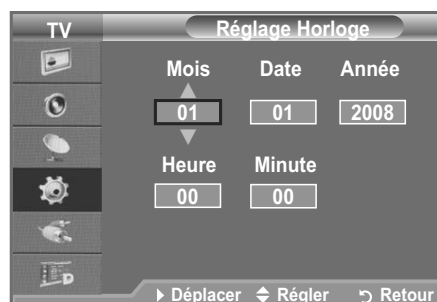 TV Réglage Horloge
Mois Date Année
01 01 2008
Heure Minute
00 00
Déplacer Régler Retour